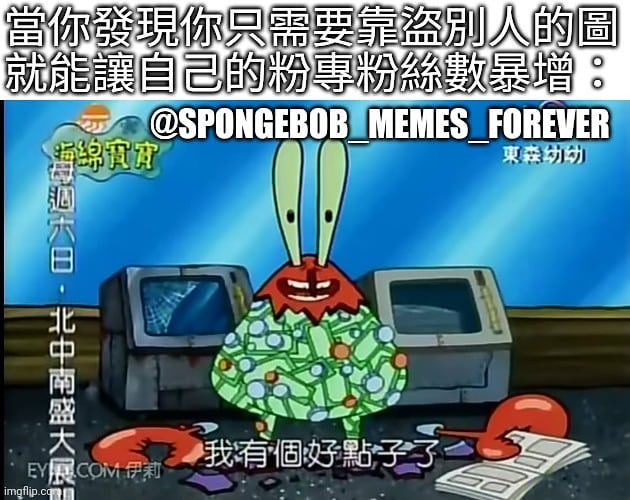 當你發現你只需要靠盜別人的圖
就能讓自己的粉專粉絲數暴增：
@SPONGEBOB_MEMES_FOREVER
海綿寶寶
東森幼幼
每週六日．北中南盛大展開
我有個好點子了
伊莉
imgflip.com